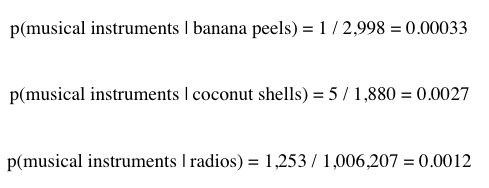 p(musical instruments | banana peels) = 1 / 2,998 = 0.00033
p(musical instruments | coconut shells) = 5 / 1,880 = 0.0027
p(musical instruments | radios) = 1,253 / 1,006,207 = 0.0012